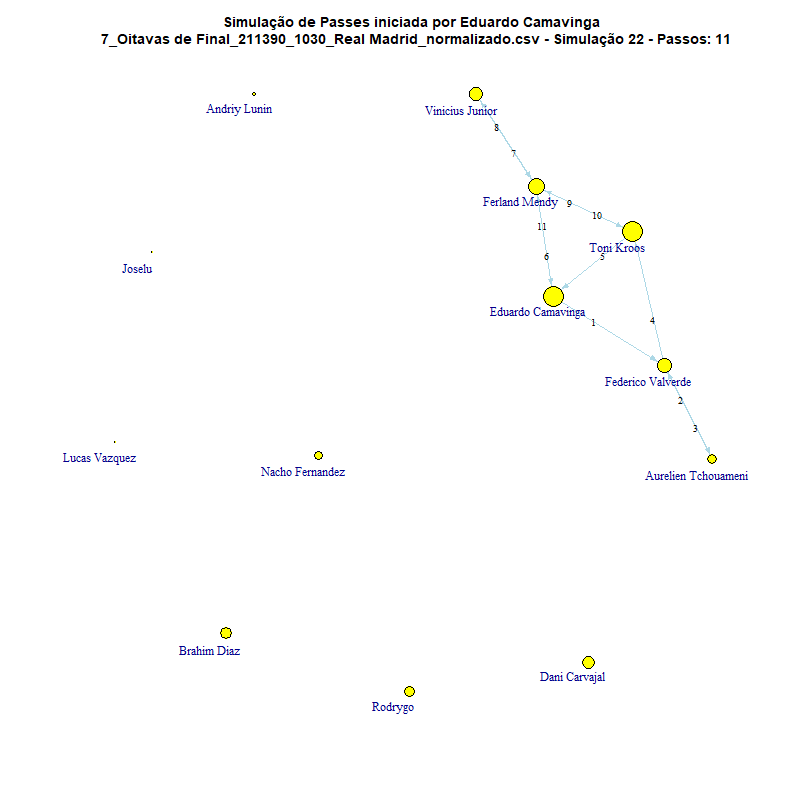 Simulação de Passes iniciada por Eduardo Camavinga
7_Oitavas de Final_211390_1030_Real Madrid_normalizado.csv - Simulação 22 - Passos: 11
Andriy Lunin
Vinicius Junior
8
7
Ferland Mendy
9
10
11
Toni Kroos
Joselu
6
5
Eduardo Camavinga
1
4
Federico Valverde
2
3
Lucas Vazquez
Nacho Fernandez
Aurelien Tchouameni
Brahim Diaz
Dani Carvajal
Rodrygo